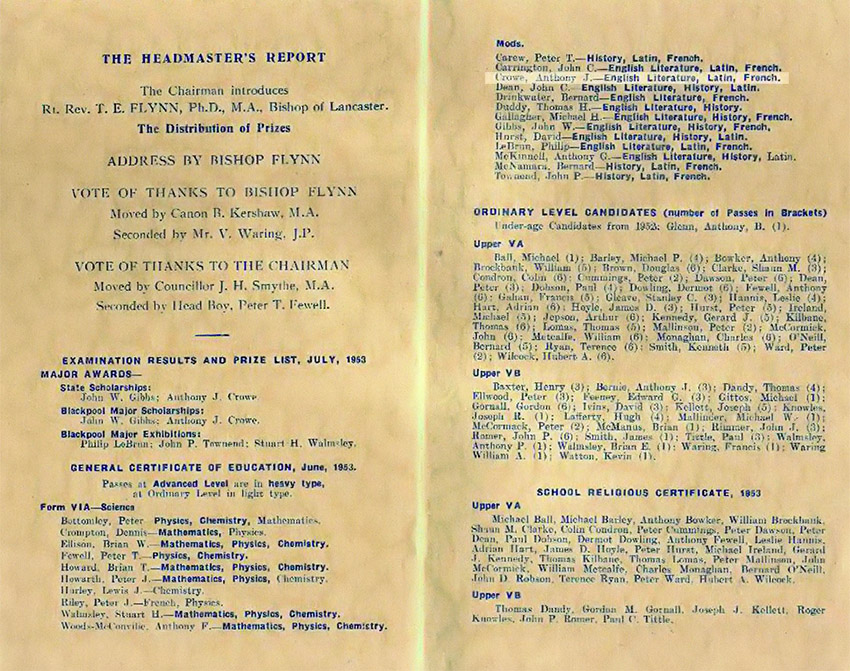 THE HEADMASTER'S REPORT
The Chairman introduces
Rt. Rev. T. E. FLYNN, Ph.D., M.A., Bishop of Lancaster.
The Distribution of Prizes
ADDRESS BY BISHOP FLYNN
VOTE OF THANKS TO BISHOP FLYNN
Moved by Canon B. Kershaw, M.A.
Seconded by Mr. V. Waring, J.P.
VOTE OF THANKS TO THE CHAIRMAN
Moved by Councillor J. H. Smythe, M.A.
Seconded by Head Boy, Peter T. Fewell.
EXAMINATION RESULTS AND PRIZE LIST, JULY, 1953
MAJOR AWARDS—
State Scholarships:
John W. Gibbs; Anthony J. Crowe.
Blackpool Major Scholarships:
John W. Gibbs; Anthony J. Crowe.
Blackpool Major Exhibitions:
Philip LeBrun; John P. Townend; Stuart H. Walmsley.
GENERAL CERTIFICATE OF EDUCATION, June, 1953.
Passes at Advanced Level are in heavy type,
at Ordinary Level in light type.
Form VIA—Science
Bottomley, Peter—Physics, Chemistry, Mathematics.
Crompton, Dennis—Mathematics, Physics.
Ellison, Brian W.—Mathematics, Physics, Chemistry.
Fewell, Peter T.—Physics, Chemistry.
Howard, Brian T.—Mathematics, Physics, Chemistry.
Howarth, Peter J.—Mathematics, Physics, Chemistry.
Hurley, Lewis J.—Chemistry.
Riley, Peter J.—French, Physics.
Walmsley, Stuart H.—Mathematics, Physics, Chemistry.
Woods-McConville, Anthony F.—Mathematics, Physics, Chemistry.
Mods.
Carew, Peter T.—History, Latin, French.
Carrington, John C.—English Literature, Latin, French.
Crowe, Anthony J.—English Literature, Latin, French.
Dean, John C.—English Literature, History, Latin.
Drinkwater, Bernard—English Literature, French.
Duddy, Thomas H.—English Literature, History.
Gallagher, Michael H.—English Literature, History, French.
Gibbs, John W.—English Literature, History, French,
Hurst, David—English Literature, History, Latin.
LeBrun, Philip—English Literature, Latin, French.
McKinnell, Anthony G.—English Literature, History, Latin.
McNamara, Bernard—History, Latin, French.
Townend, John P.—History, Latin, French.
ORDINARY LEVEL CANDIDATES (number of Passes in Brackets)
Under-age Candidates from 1952: Glenn, Anthony, B. (1).
Upper VA
Ball, Michael (1); Barley, Michael P. (4); Bowker, Anthony (4);
Brockbank, William (5); Brown, Douglas (6); Clarke, Shaun M. (3);
Condron, Colin (6); Cummings, Peter (2); Dawson, Peter (6); Dean,
Peter (3); Dobson, Paul (4); Dowling, Dermot (6); Fewell, Anthony
(6); Gahan, Francis (5); Gleave, Stanley C. (3); Hannis, Leslie (4);
Hart, Adrian (6); Hoyle, James D. (3); Hurst, Peter (5); Ireland,
Michael (5); Jepson, Arthur (6); Kennedy, Gerard J. (5); Kilbane,
Thomas (6); Lomas, Thomas (5); Mallinson, Peter (2); McCormick,
John (6); Metcalfe, William (6); Monaghan, Charles (6); O'Neill,
Bernard (5); Ryan, Terence (6); Smith, Kenneth (5); Ward, Peter
(2); Wilcock, Hubert A. (6).
Upper VB
Baxter, Henry (3); Bernie, Anthony J. (3); Dandy, Thomas (4);
Ellwood, Peter (3); Feeney, Edward G. (3); Gittos, Michael (1);
Gornall, Gordon (6); Ivins, David (3); Kellett, Joseph (5); Knowles,
Joseph R. (1); Lafferty, Hugh (4); Mallinder, Michael W. (1);
McCormack, Peter (2); McManus, Brian (1); Rimmer, John J. (3);
Romer, John P. (6); Smith, James (1); Tittle, Paul (3); Walmsley,
Anthony P. (1); Walmsley, Brian E. (1); Waring, Francis (1); Waring
William A. (1); Watton, Kevin (1).
SCHOOL RELIGIOUS CERTIFICATE, 1953
Upper VA
Michael Ball, Michael Barley, Anthony Bowker, William Brockbank,
Shaun M. Clarke, Colin Condron, Peter Cummings, Peter Dawson, Peter
Dean, Paul Dobson, Dermot Dowling, Anthony Fewell, Leslie Hannis,
Adrian Hart, James D. Hoyle, Peter Hurst, Michael Ireland, Gerard
J. Kennedy, Thomas Kilbane, Thomas Lomas, Peter Mallinson, John
McCormick, William Metcalfe, Charles Monaghan, Bernard O'Neill,
John D. Robson, Terence Ryan, Peter Ward, Hubert A. Wilcock.
Upper VB
Thomas Dandy, Gordon M. Gornall, Joseph J. Kellett, Roger
Knowles, John P. Romer, Paul C. Tittle.